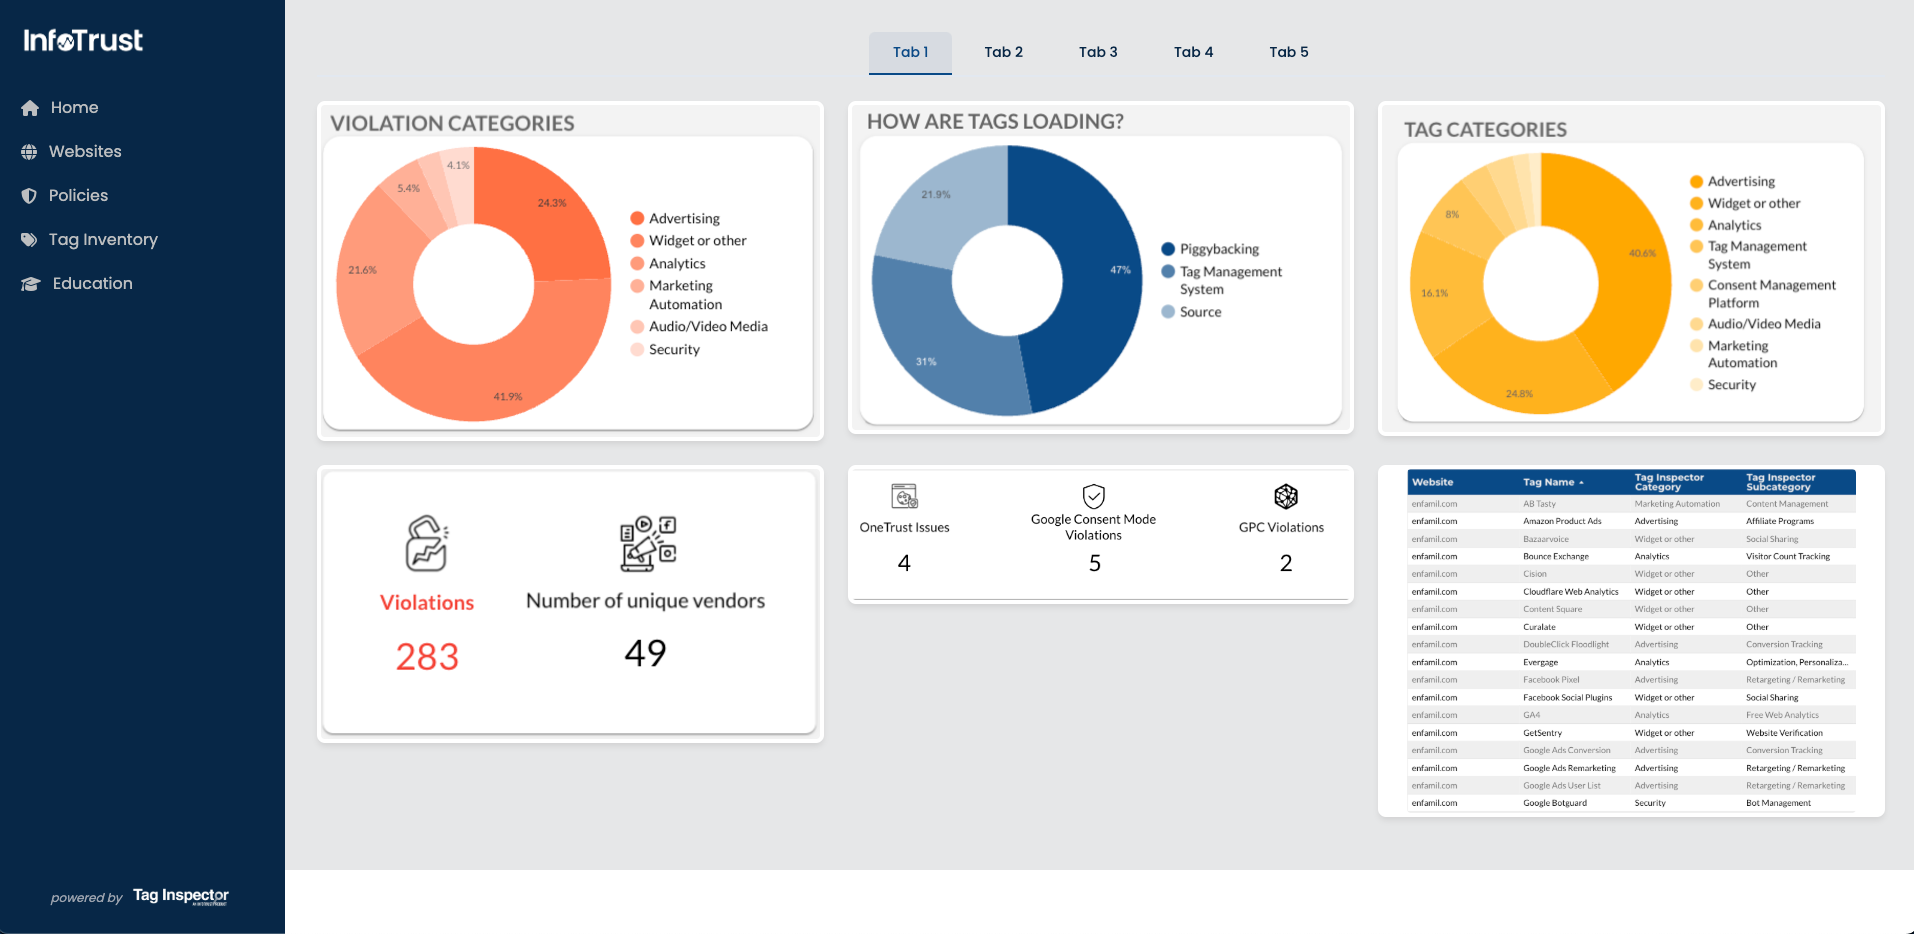 InfoTrust
Home
Websites
Policies
Tag Inventory
Education
powered by Tag Inspector
Tab 1 Tab 2 Tab 3 Tab 4 Tab 5
VIOLATION CATEGORIES
4.1%
5.4%
24.3%
21.6%
41.9%
Advertising
Widget or other
Analytics
Marketing
Automation
Audio/Video Media
Security
HOW ARE TAGS LOADING?
21.9%
47%
31%
Piggybacking
Tag Management
System
Source
TAG CATEGORIES
8%
40.6%
16.1%
24.8%
Advertising
Widget or other
Analytics
Tag Management
System
Consent Management
Platform
Audio/Video Media
Marketing
Automation
Security
Violations
283
Number of unique vendors
49
OneTrust Issues
4
Google Consent Mode
Violations
5
GPC Violations
2
Website Tag Name Tag Inspector Category Tag Inspector Subcategory
enfamil.com AB Tasty Marketing Automation Content Management
enfamil.com Amazon Product Ads Advertising Affiliate Programs
enfamil.com Bazaarvoice Widget or other Social Sharing
enfamil.com Bounce Exchange Analytics Visitor Count Tracking
enfamil.com Cision Widget or other Other
enfamil.com Cloudflare Web Analytics Widget or other Other
enfamil.com Content Square Widget or other Other
enfamil.com Curalate Widget or other Other
enfamil.com DoubleClick Floodlight Advertising Conversion Tracking
enfamil.com Evergage Analytics Optimization, Personaliza...
enfamil.com Facebook Pixel Advertising Retargeting / Remarketing
enfamil.com Facebook Social Plugins Widget or other Social Sharing
enfamil.com GA4 Analytics Free Web Analytics
enfamil.com GetSentry Widget or other Website Verification
enfamil.com Google Ads Conversion Advertising Conversion Tracking
enfamil.com Google Ads Remarketing Advertising Retargeting / Remarketing
enfamil.com Google Ads User List Advertising Retargeting / Remarketing
enfamil.com Google Botguard Security Bot Management